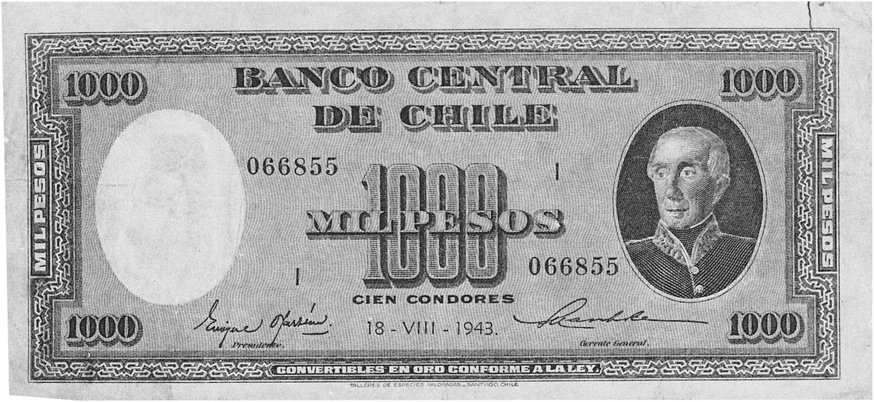 1000 BANCO CENTRAL 1000
DE CHILE
066855 I
MIL PESOS
1000
MIL PESOS
MIL PESOS
I 066855
CIEN CONDORES
1000 18-VIII-1943. 1000
Presidente. Gerente General.
CONVERTIBLES EN ORO CONFORME A LA LEY.
TALLERES DE ESPECIES VALORADAS - SANTIAGO, CHILE